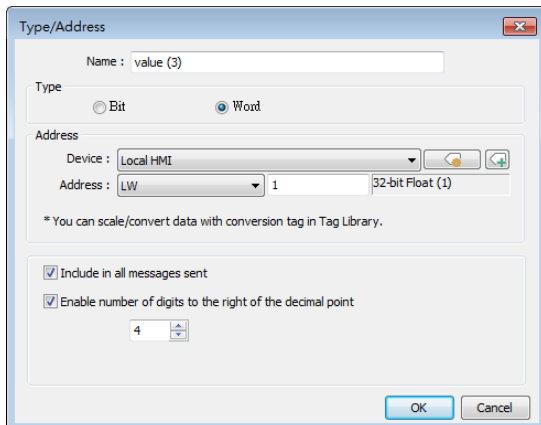 Type/Address
Name : value (3)
Type
Bit Word
Address
Device : Local HMI
Address : LW 1 32-bit Float (1)
* You can scale/convert data with conversion tag in Tag Library.
Include in all messages sent
Enable number of digits to the right of the decimal point
4
OK Cancel